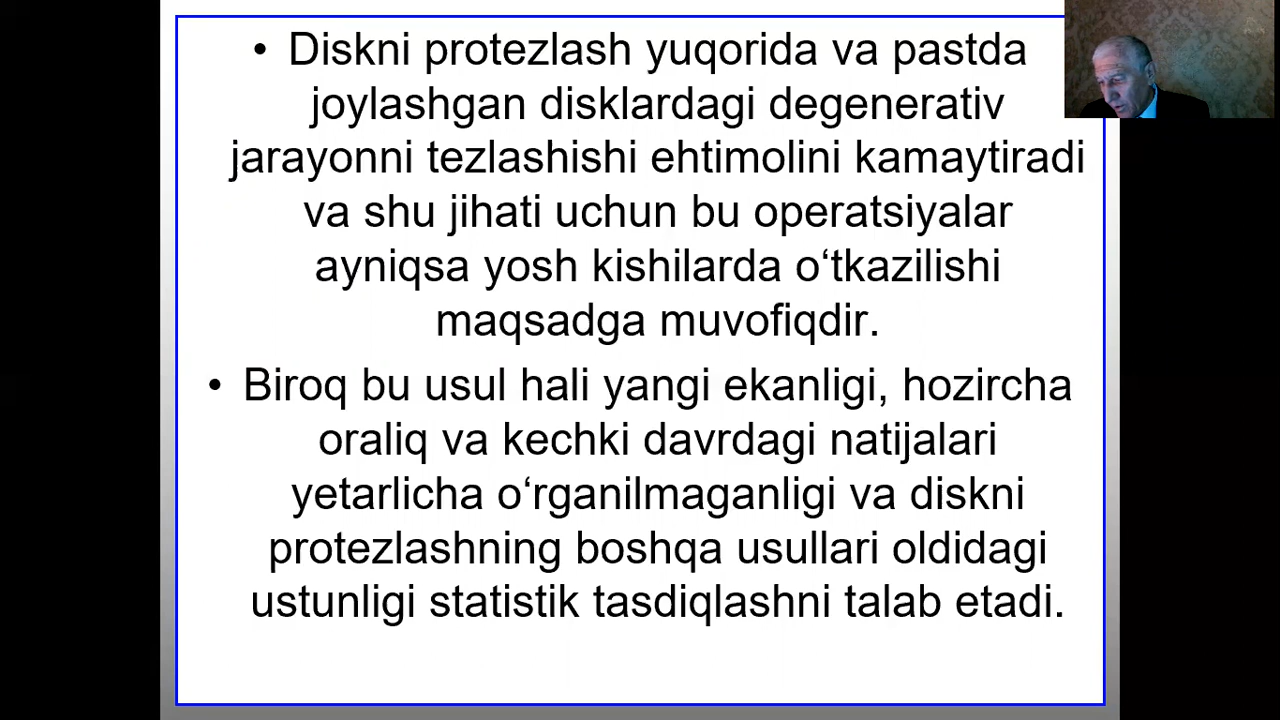 • Diskni protezlash yuqorida va pastda
joylashgan disklardagi degenerativ
jarayonni tezlashishi ehtimolini kamaytiradi
va shu jihati uchun bu operatsiyalar
ayniqsa yosh kishilarda o‘tkazilishi
maqsadga muvofiqdir.
• Biroq bu usul hali yangi ekanligi, hozircha
oraliq va kechki davrdagi natijalari
yetarlicha o‘rganilmaganligi va diskni
protezlashning boshqa usullari oldidagi
ustunligi statistik tasdiqlashni talab etadi.